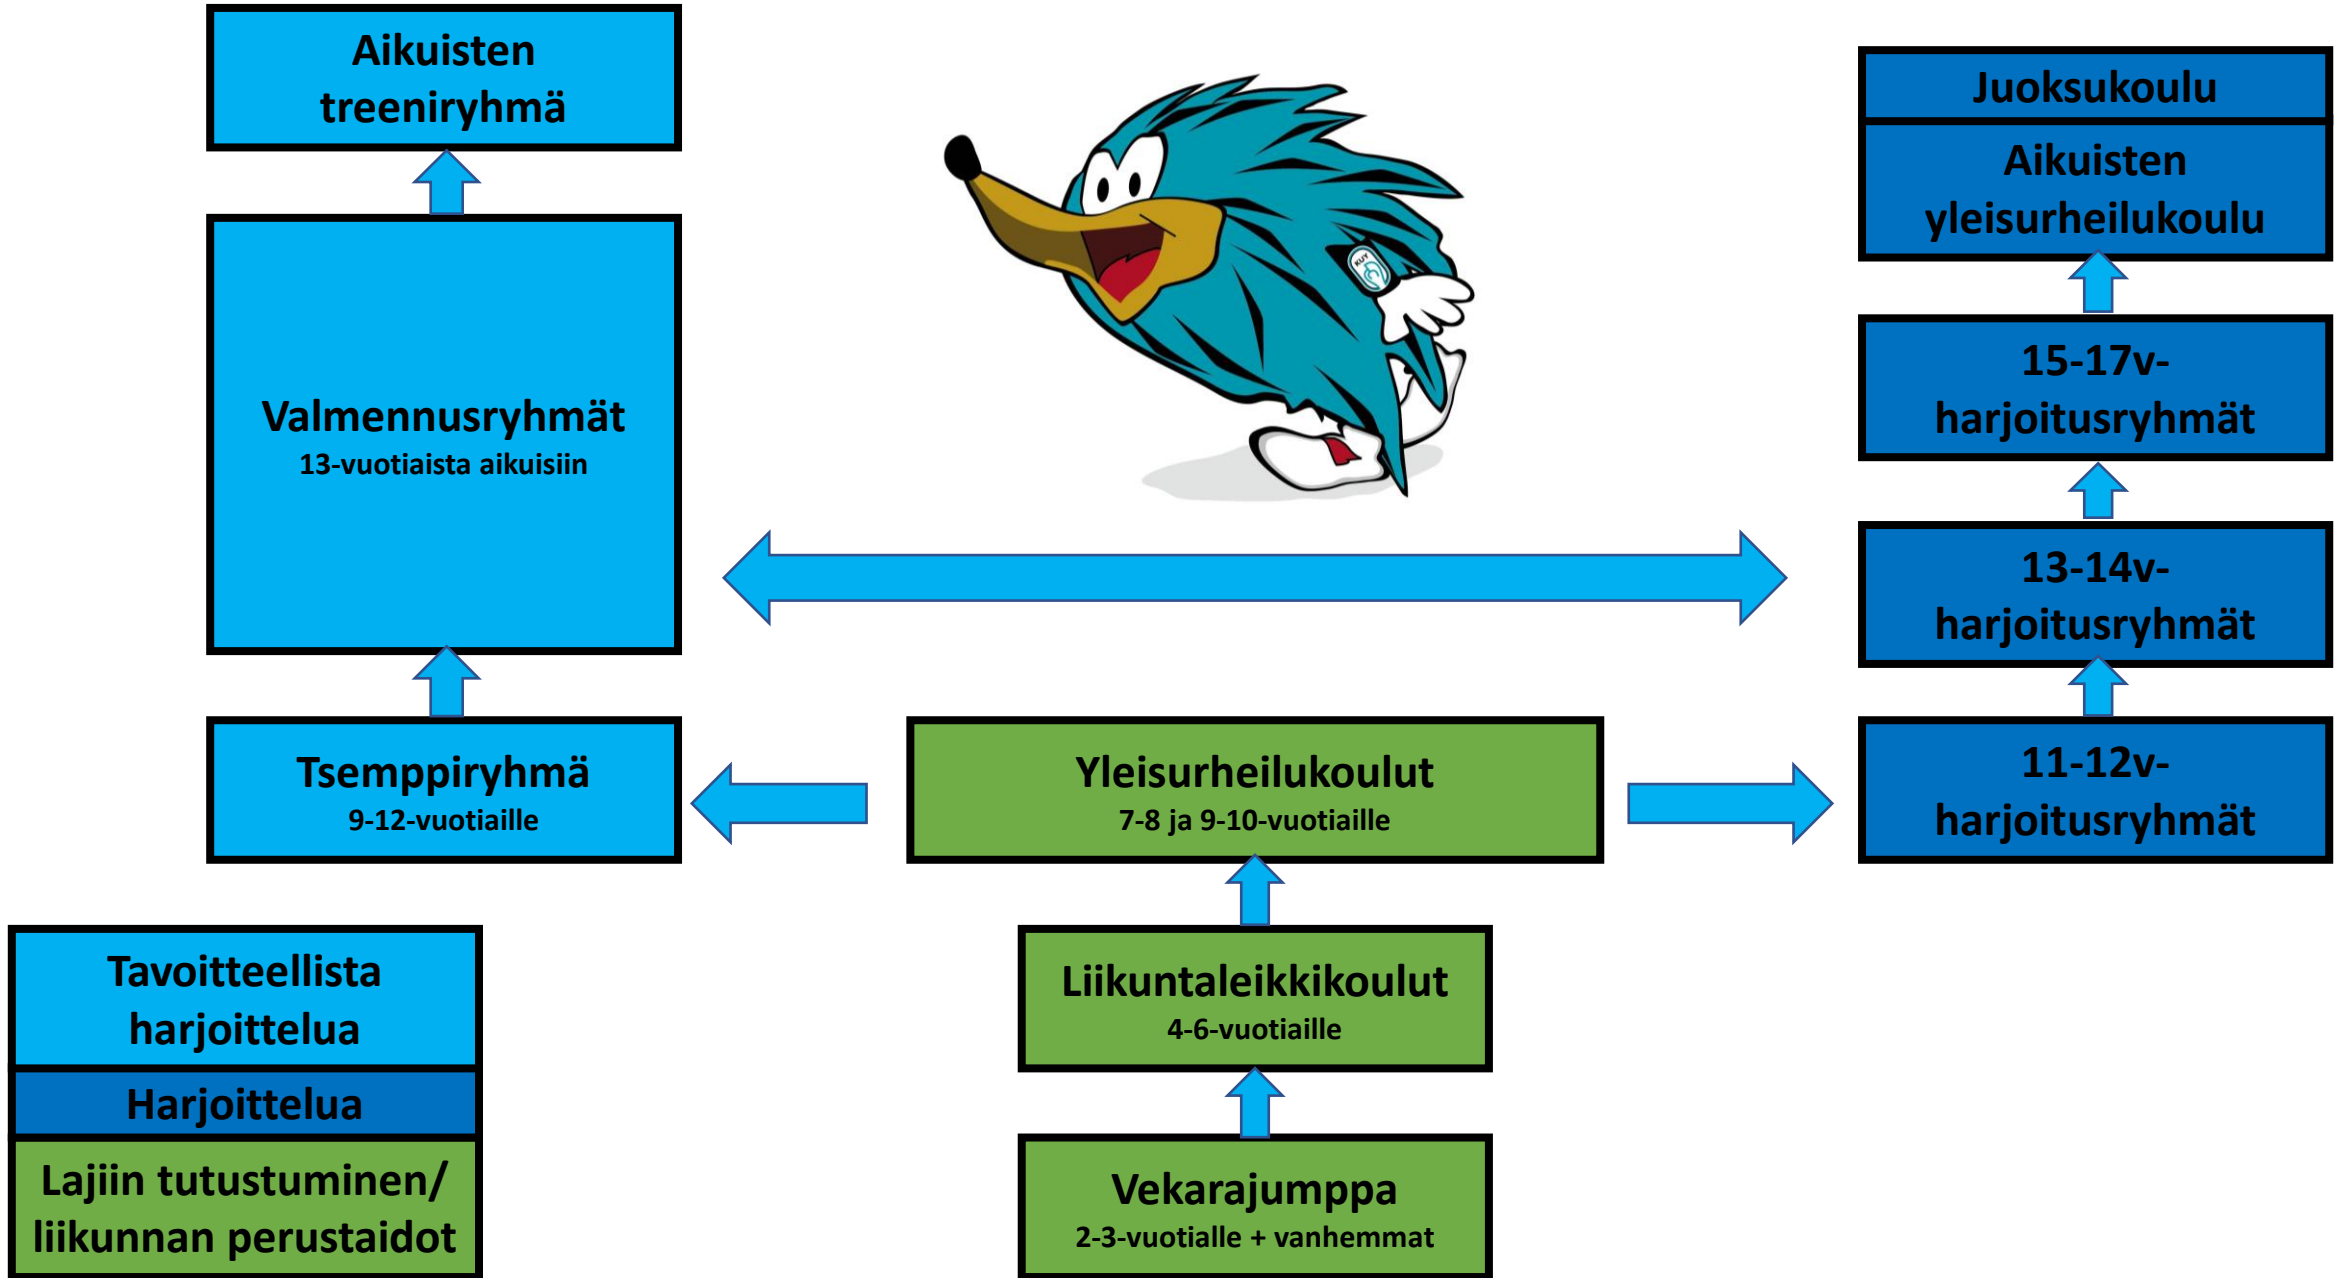 Aikuisten
treeniryhmä
Valmennusryhmät
13-vuotiaista aikuisiin
Tsemppiryhmä
9-12-vuotiaille
KUY
Juoksukoulu
Aikuisten
yleisurheilukoulu
15-17v-
harjoitusryhmät
13-14v-
harjoitusryhmät
11-12v-
harjoitusryhmät
Yleisurheilukoulut
7-8 ja 9-10-vuotiaille
Liikuntaleikkikoulut
4-6-vuotiaille
Vekarajumppa
2-3-vuotialle + vanhemmat
Tavoitteellista
harjoittelua
Harjoittelua
Lajiin tutustuminen/
liikunnan perustaidot